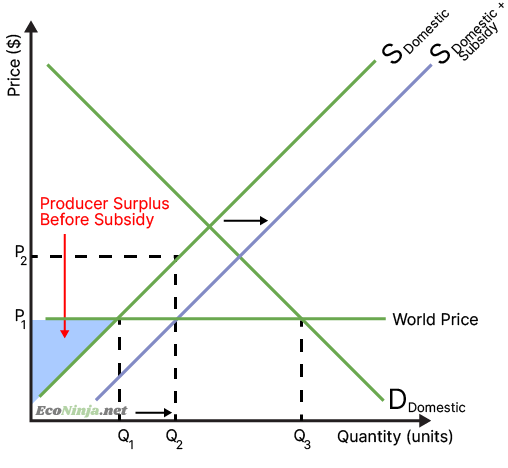 Price ($)
S Domestic
S Domestic +
Subsidy
Producer Surplus
Before Subsidy
P2
P1
World Price
EcoNinja.net
D Domestic
Q1
Q2
Q3
Quantity (units)